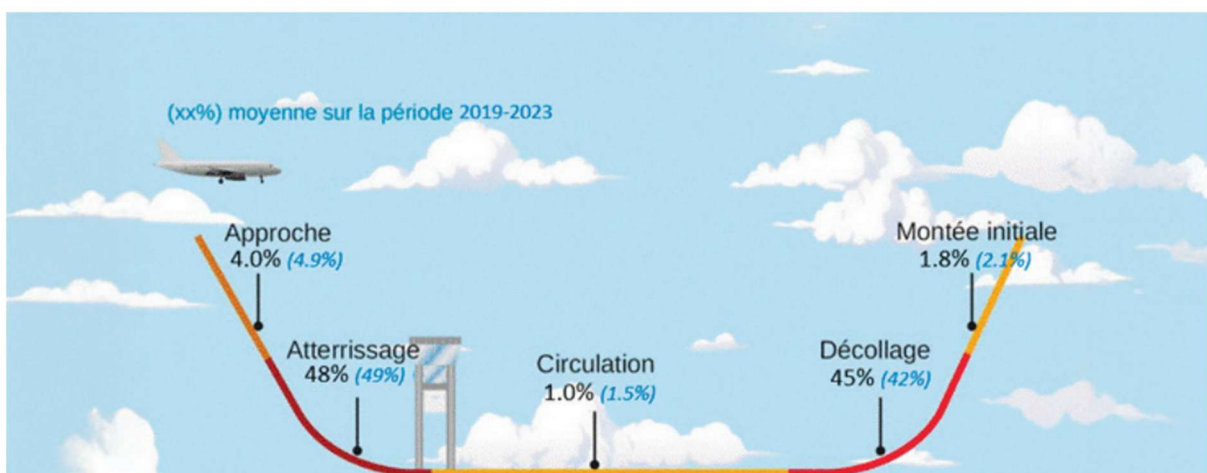 (xx%) moyenne sur la période 2019-2023
Approche
4.0% (4.9%)
Montée initiale
1.8% (2.1%)
Atterrissage
48% (49%)
Circulation
1.0% (1.5%)
Décollage
45% (42%)